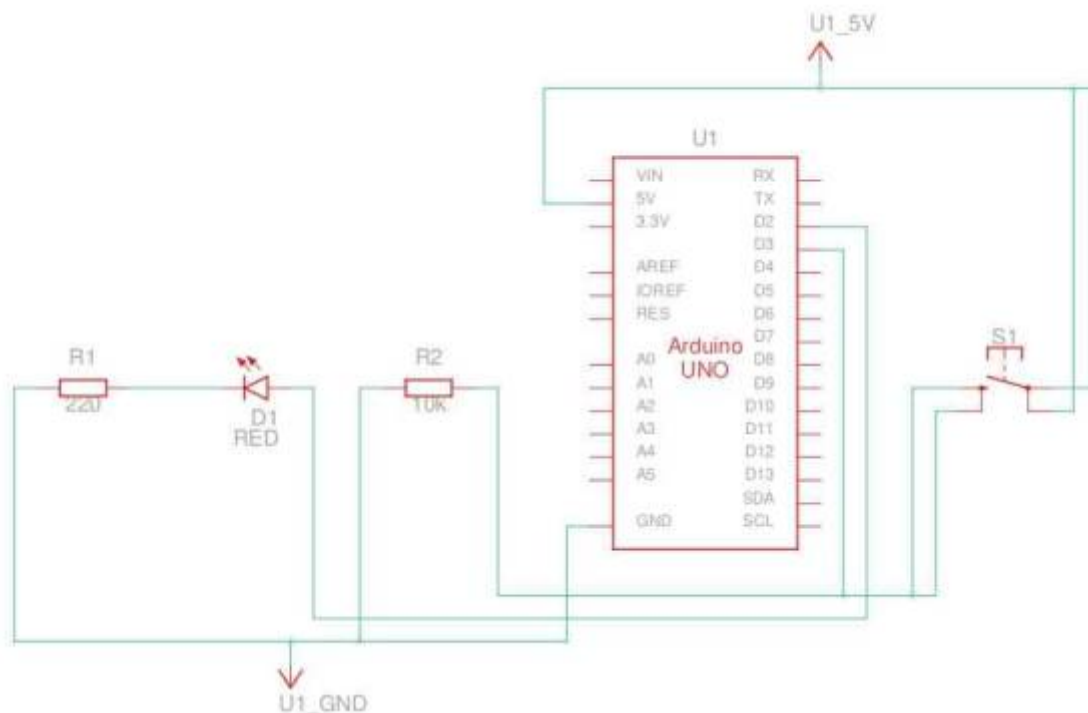 U1_5V
U1
VIN RX
5V TX
3.3V D2
D3
AREF D4
IOREF D5
RES D6
D7
Arduino
UNO
A0 D8
A1 D9
A2 D10
A3 D11
A4 D12
A5 D13
SDA
GND SCL
R1
220
D1
RED
R2
10k
S1
U1_GND